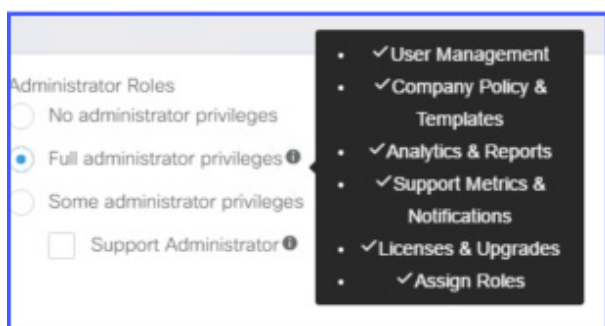 Administrator Roles
No administrator privileges
Full administrator privileges
Some administrator privileges
Support Administrator
• ✓User Management
• ✓Company Policy &
Templates
• ✓Analytics & Reports
• ✓Support Metrics &
Notifications
• ✓Licenses & Upgrades
• ✓Assign Roles